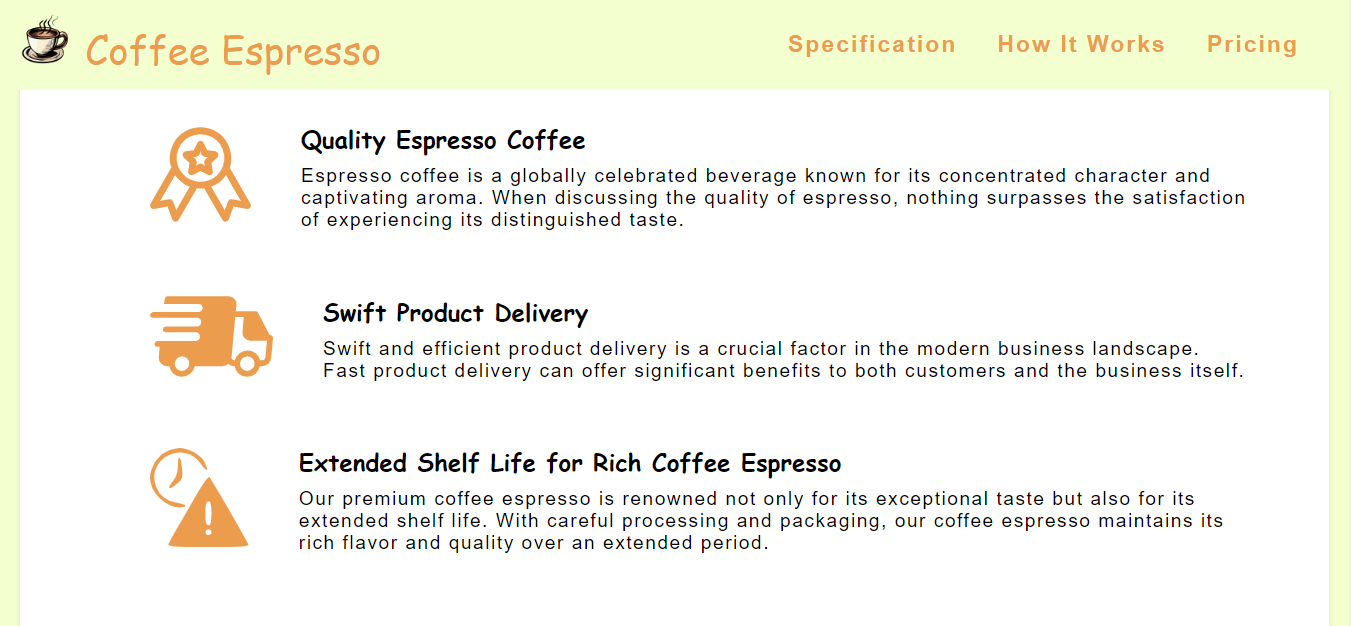 Coffee Espresso
Specification
How It Works
Pricing
Quality Espresso Coffee
Espresso coffee is a globally celebrated beverage known for its concentrated character and
captivating aroma. When discussing the quality of espresso, nothing surpasses the satisfaction
of experiencing its distinguished taste.
Swift Product Delivery
Swift and efficient product delivery is a crucial factor in the modern business landscape.
Fast product delivery can offer significant benefits to both customers and the business itself.
Extended Shelf Life for Rich Coffee Espresso
Our premium coffee espresso is renowned not only for its exceptional taste but also for its
extended shelf life. With careful processing and packaging, our coffee espresso maintains its
rich flavor and quality over an extended period.